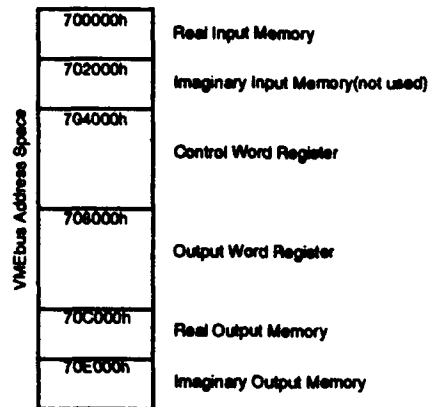 700000h
Real Input Memory
702000h
Imaginary Input Memory(not used)
704000h
Control Word Register
708000h
Output Word Register
70C000h
Real Output Memory
70E000h
Imaginary Output Memory
VMEbus Address Space